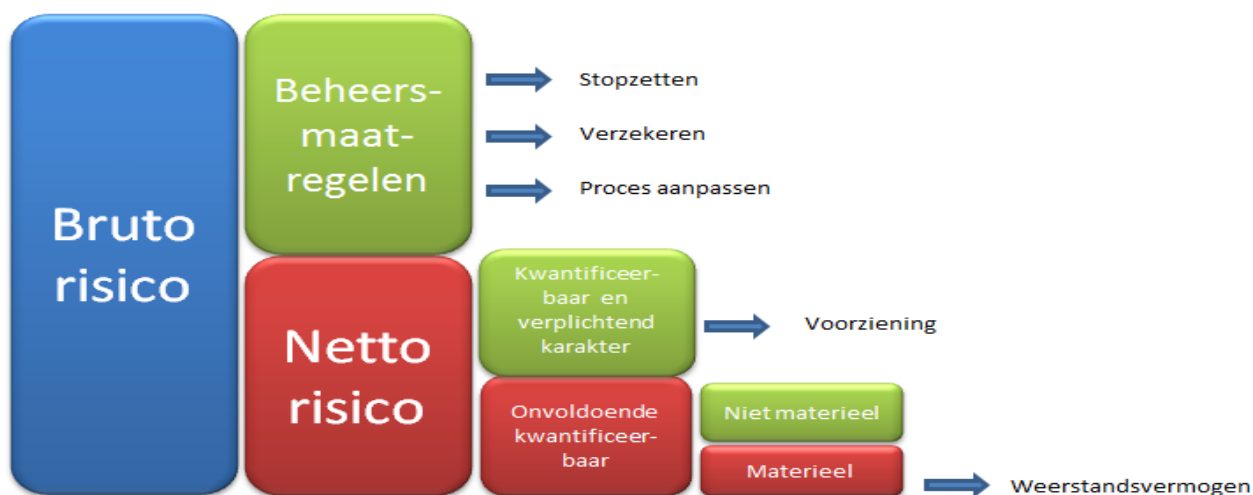 Bruto
risico
Beheers-
maat-
regelen
Stopzetten
Verzekeren
Proces aanpassen
Netto
risico
Kwantificeer-
baar en
verplichtend
karakter
Voorziening
Onvoldoende
kwantificeer-
baar
Niet materieel
Materieel
Weerstandsvermogen